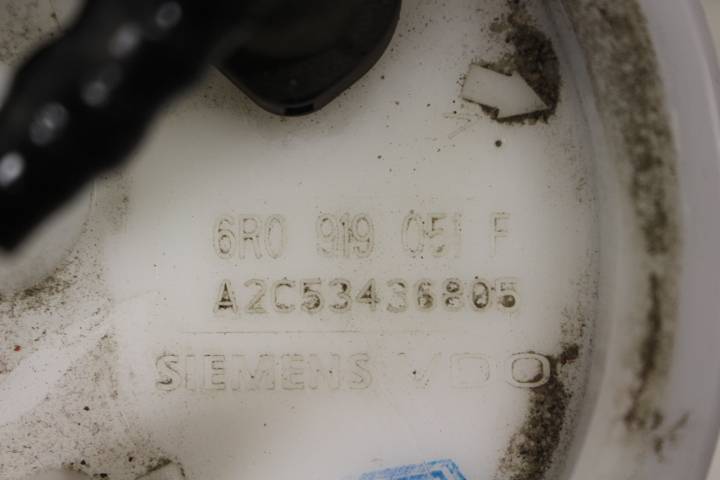 6R0 919 051 F
A2C53436805
SIEMENS VDO